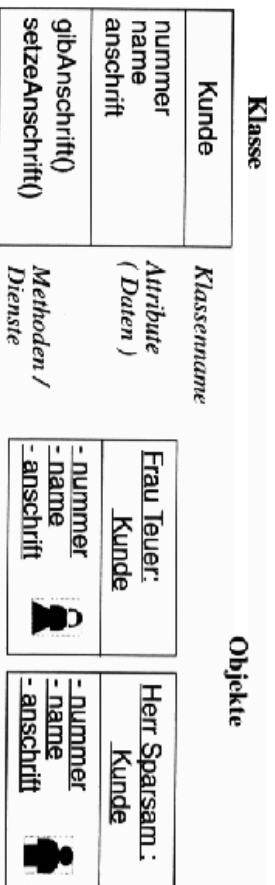 Klasse
Kunde
nummer
name
anschrift
gibAnschrift()
setzeAnschrift()
Klassenname
Attribute
( Daten )
Methoden /
Dienste
Objekte
Frau Teuer:
Kunde
- nummer
- name
- anschrift
Herr Sparsam :
Kunde
- nummer
- name
- anschrift